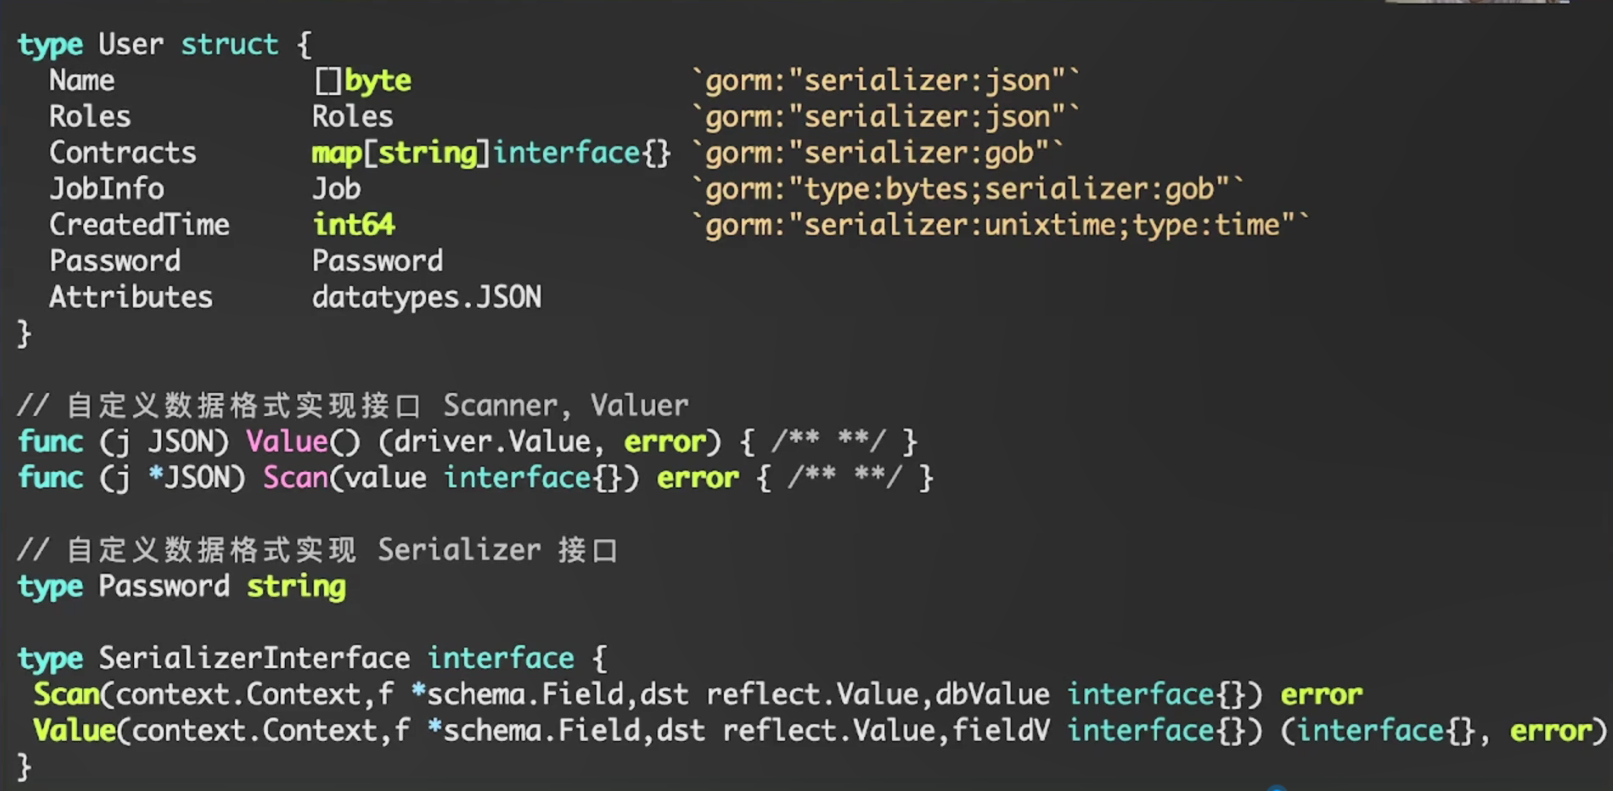 type User struct {
  Name            []byte                 `gorm:"serializer:json"`
  Roles           Roles                  `gorm:"serializer:json"`
  Contracts       map[string]interface{} `gorm:"serializer:gob"`
  JobInfo         Job                    `gorm:"type:bytes;serializer:gob"`
  CreatedTime     int64                  `gorm:"serializer:unixtime;type:time"`
  Password        Password
  Attributes      datatypes.JSON
}

// 自定义数据格式实现接口 Scanner, Valuer
func (j JSON) Value() (driver.Value, error) { /** **/ }
func (j *JSON) Scan(value interface{}) error { /** **/ }

// 自定义数据格式实现 Serializer 接口
type Password string

type SerializerInterface interface {
 Scan(context.Context,f *schema.Field,dst reflect.Value,dbValue interface{}) error
 Value(context.Context,f *schema.Field,dst reflect.Value,fieldV interface{}) (interface{}, error)
}